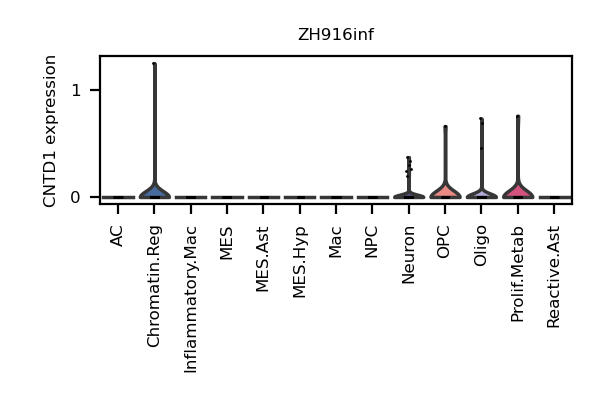 ZH916inf
CNTD1 expression
1
0
AC
Chromatin.Reg
Inflammatory.Mac
MES
MES.Ast
MES.Hyp
Mac
NPC
Neuron
OPC
Oligo
Prolif.Metab
Reactive.Ast